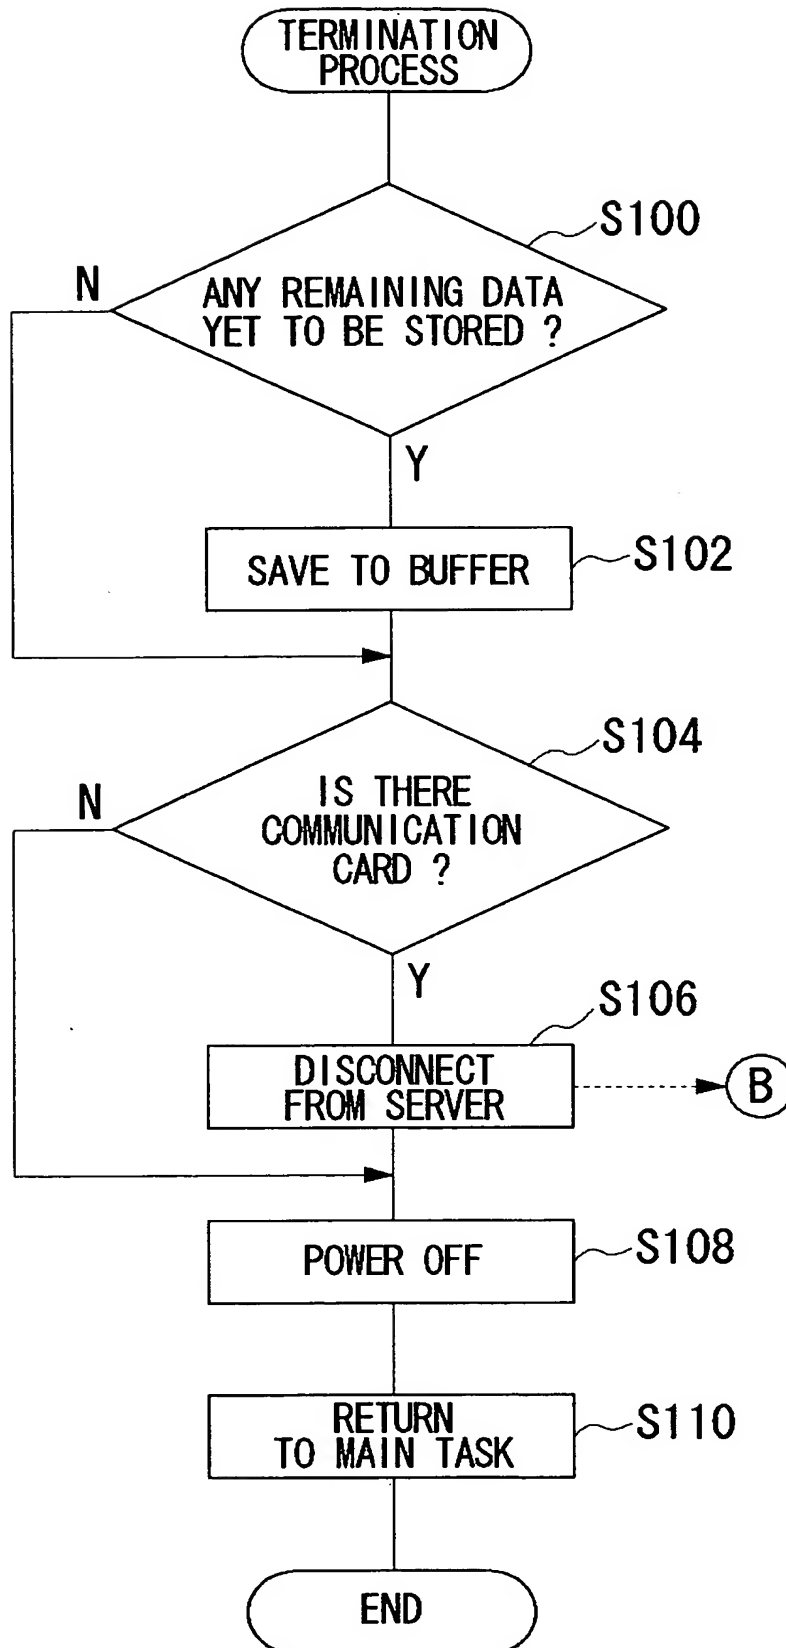 TERMINATION
PROCESS
S100
N
ANY REMAINING DATA
YET TO BE STORED ?
Y
SAVE TO BUFFER
S102
S104
N
IS THERE
COMMUNICATION
CARD ?
Y
S106
DISCONNECT
FROM SERVER
B
POWER OFF
S108
RETURN
TO MAIN TASK
S110
END